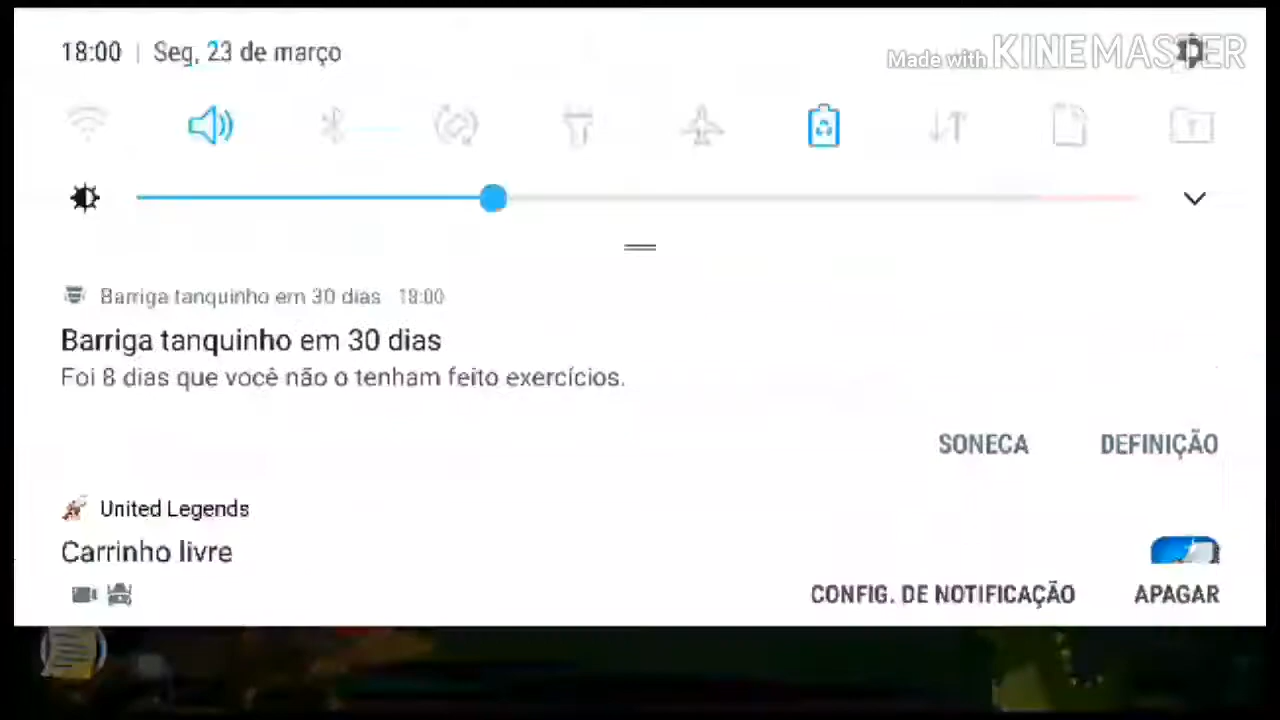 18:00 | Seg, 23 de março
Made with KINEMASTER
Barriga tanquinho em 30 dias 18:00
Barriga tanquinho em 30 dias
Foi 8 dias que você não o tenham feito exercícios.
SONECA DEFINIÇÃO
United Legends
Carrinho livre
CONFIG. DE NOTIFICAÇÃO APAGAR